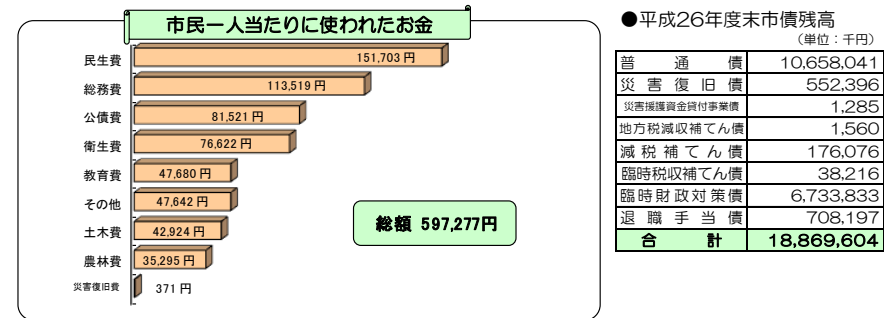 市民一人当たりに使われたお金
民生費 151,703 円
総務費 113,519 円
公債費 81,521 円
衛生費 76,622 円
教育費 47,680 円
その他 47,642 円
土木費 42,924 円
農林費 35,295 円
災害復旧費 371 円
総額 597,277円
●平成26年度末市債残高
（単位：千円）
普通債 10,658,041
災害復旧債 552,396
災害援護資金貸付事業債 1,285
地方税減収補てん債 1,560
減税補てん債 176,076
臨時税収補てん債 38,216
臨時財政対策債 6,733,833
退職手当債 708,197
合計 18,869,604